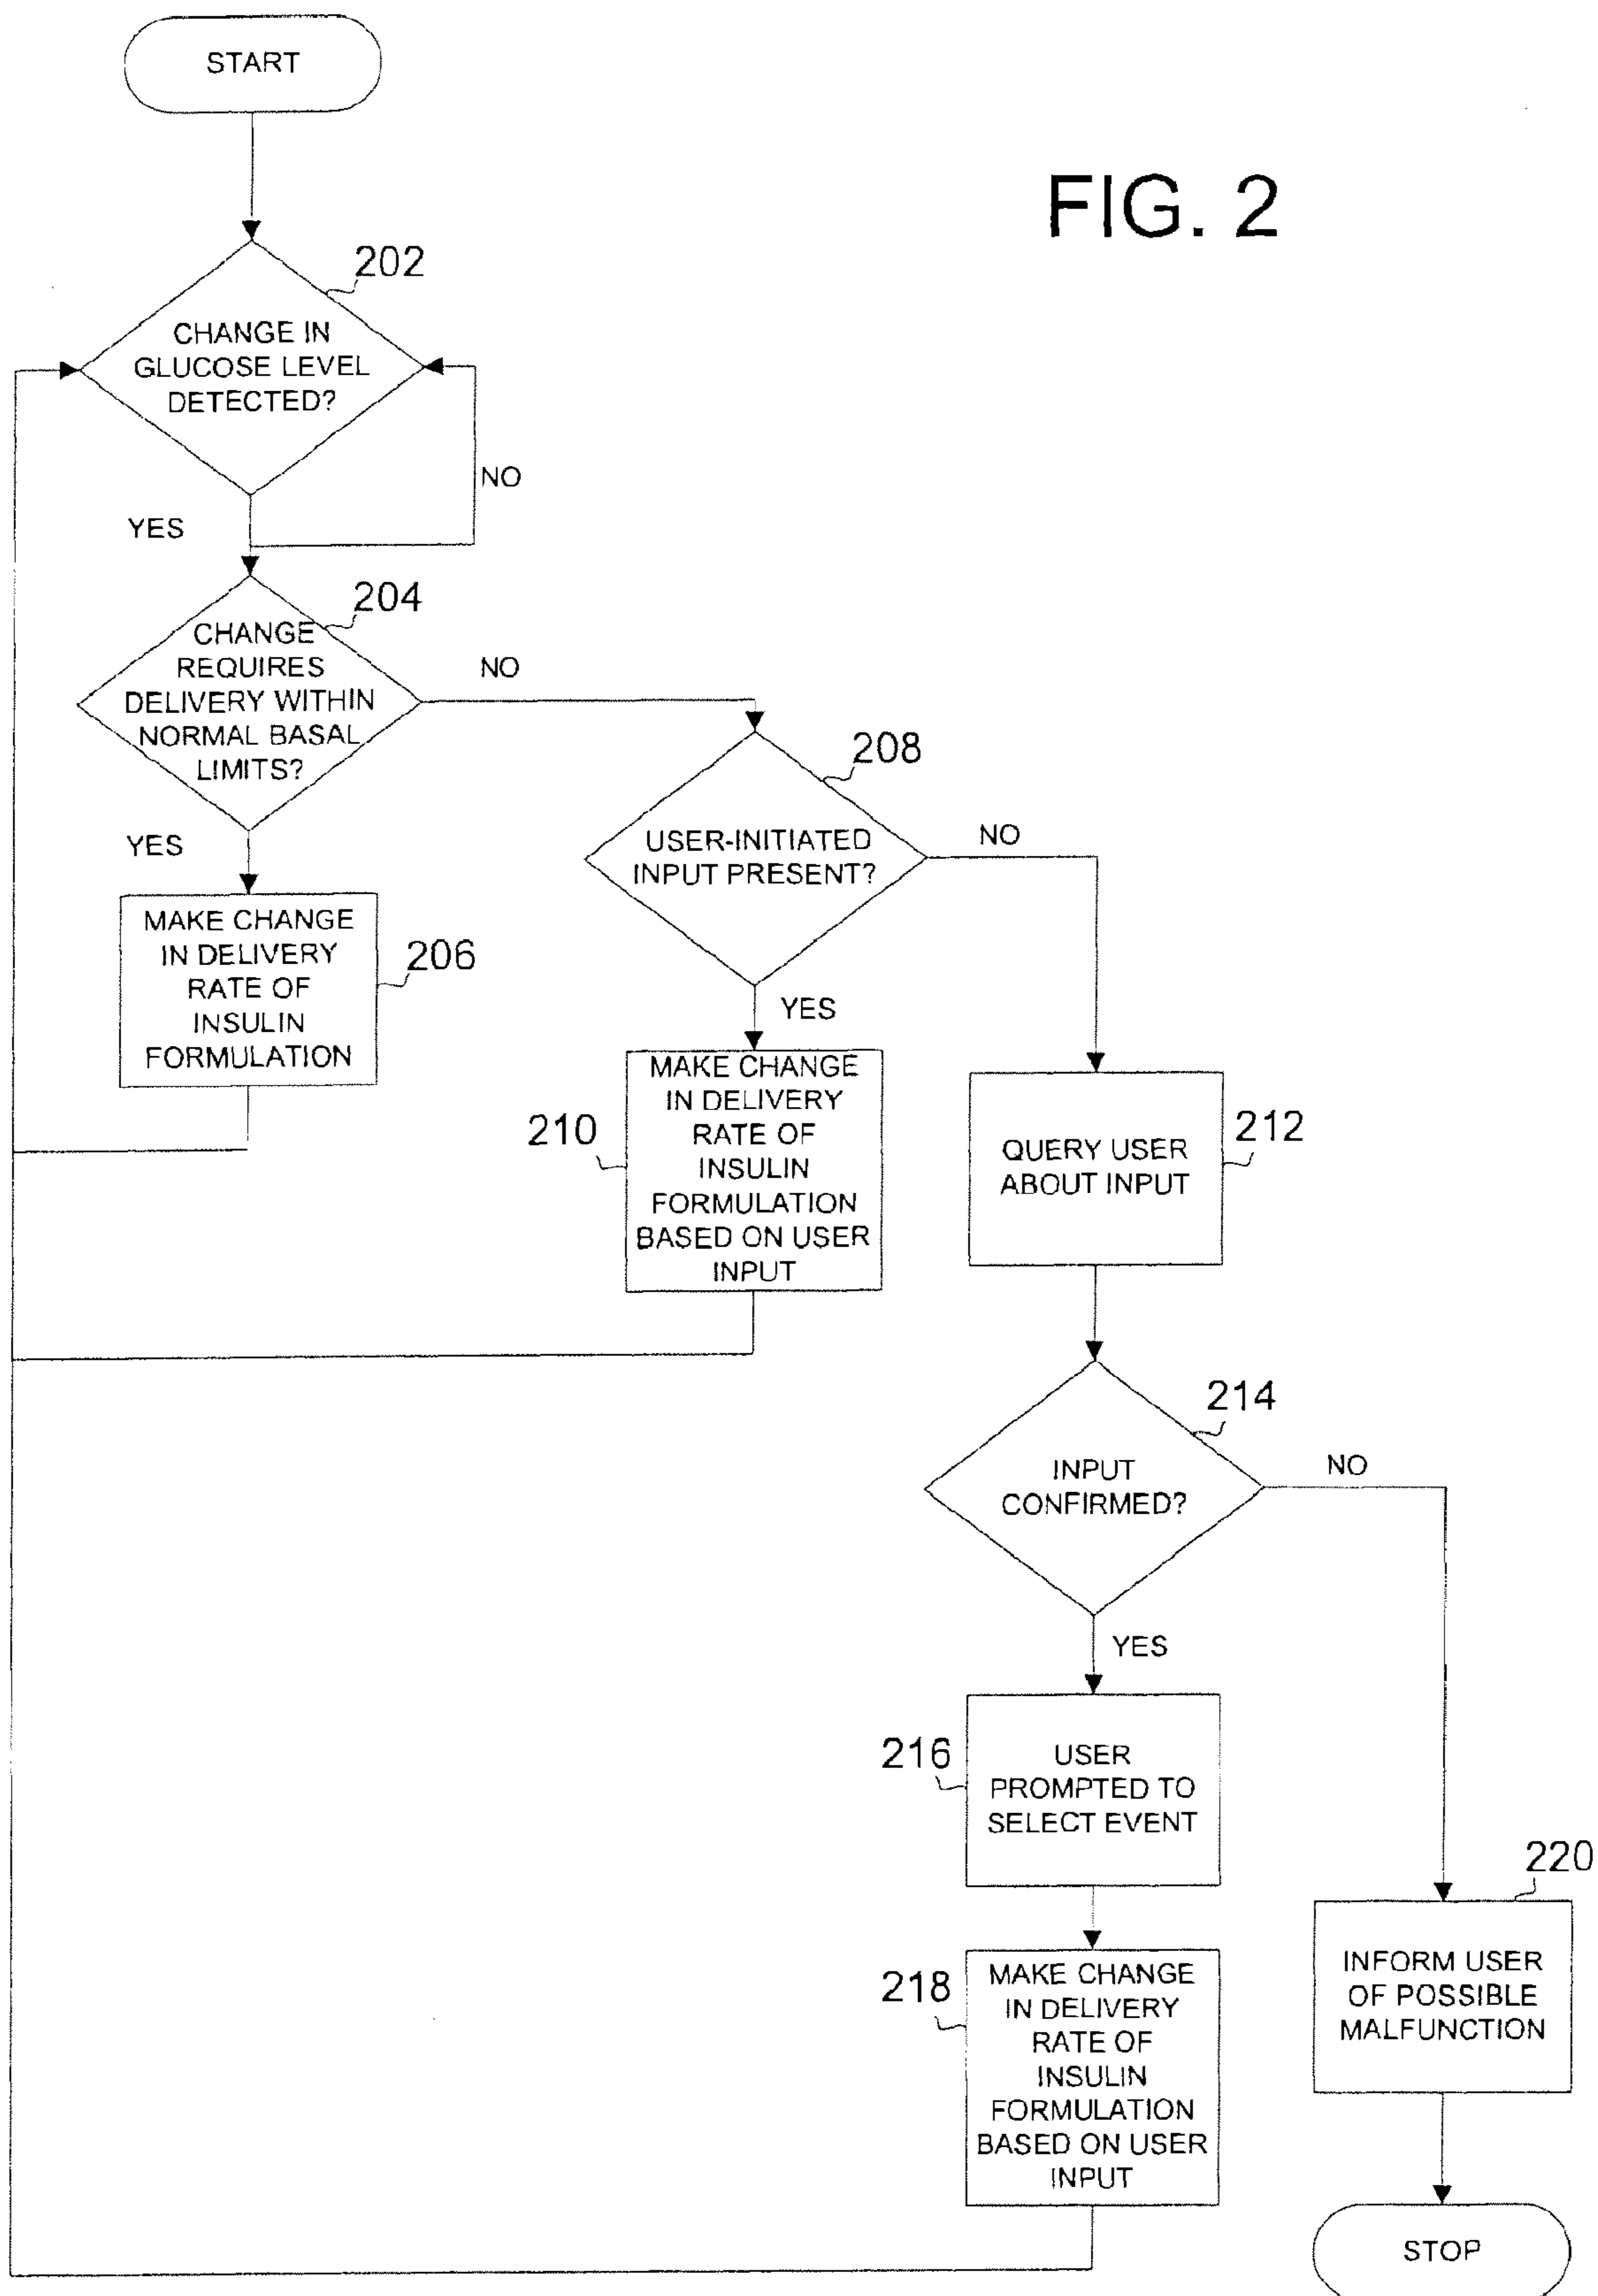 START
FIG. 2
202
CHANGE IN
GLUCOSE LEVEL
DETECTED?
NO
YES
204
CHANGE
REQUIRES
DELIVERY WITHIN
NORMAL BASAL
LIMITS?
NO
YES
208
USER-INITIATED
INPUT PRESENT?
NO
YES
MAKE CHANGE
IN DELIVERY
RATE OF
INSULIN
FORMULATION
206
210
MAKE CHANGE
IN DELIVERY
RATE OF
INSULIN
FORMULATION
BASED ON USER
INPUT
QUERY USER
ABOUT INPUT
212
214
INPUT
CONFIRMED?
NO
YES
216
USER
PROMPTED TO
SELECT EVENT
218
MAKE CHANGE
IN DELIVERY
RATE OF
INSULIN
FORMULATION
BASED ON USER
INPUT
220
INFORM USER
OF POSSIBLE
MALFUNCTION
STOP